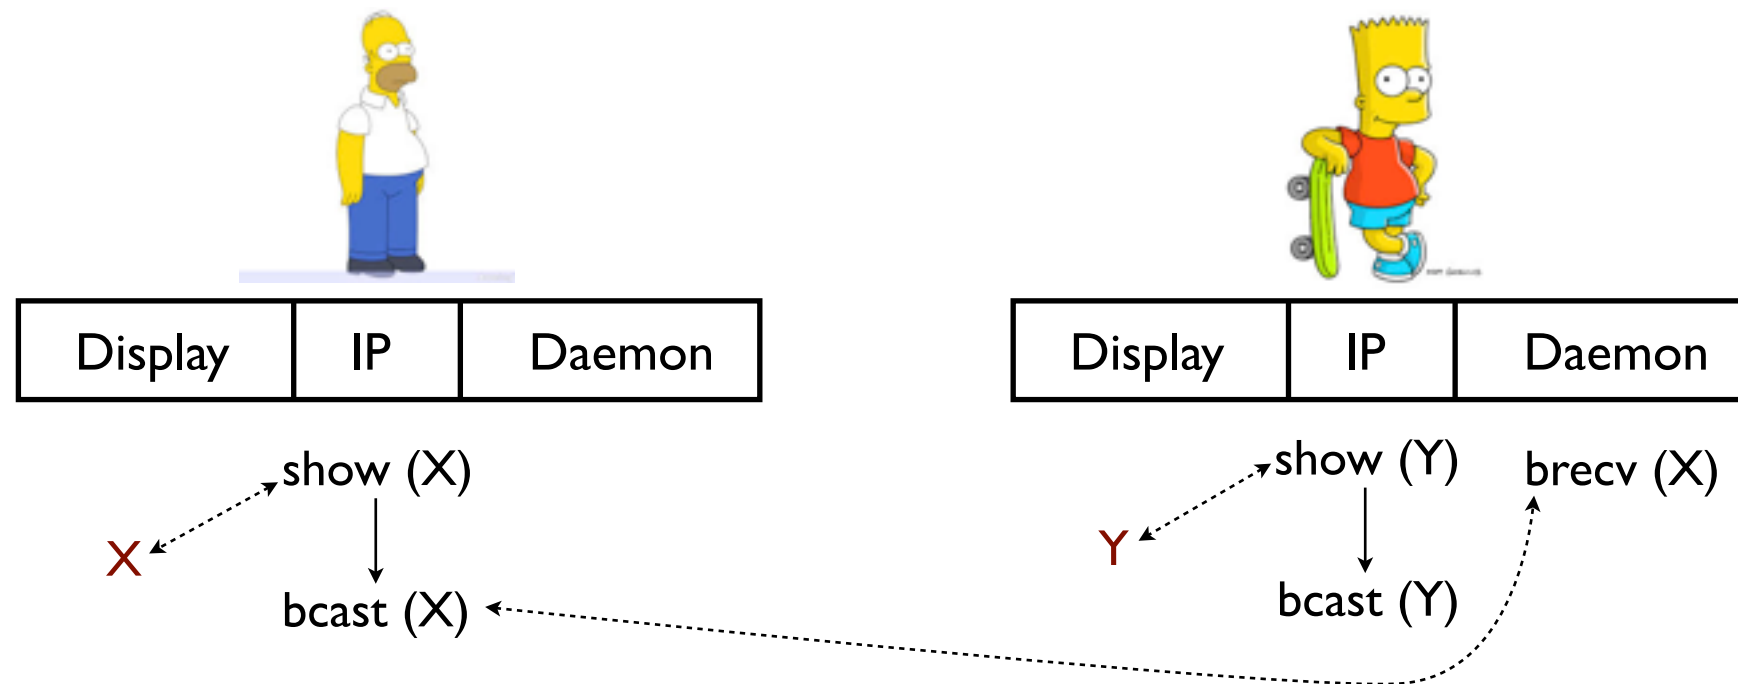 Display IP Daemon
Display IP Daemon
show (X)
show (Y)
brecv (X)
X
Y
bcast (X)
bcast (Y)